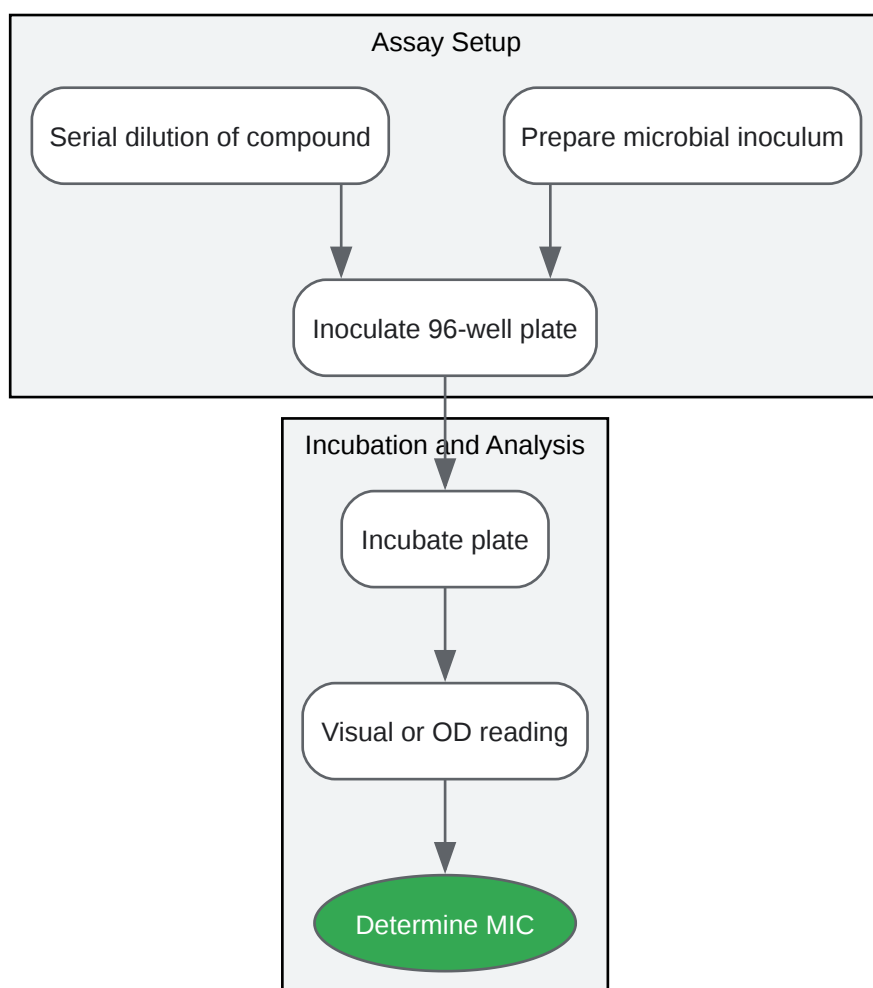 Assay Setup
Serial dilution of compound
Prepare microbial inoculum
Inoculate 96-well plate
Incubation and Analysis
Incubate plate
Visual or OD reading
Determine MIC